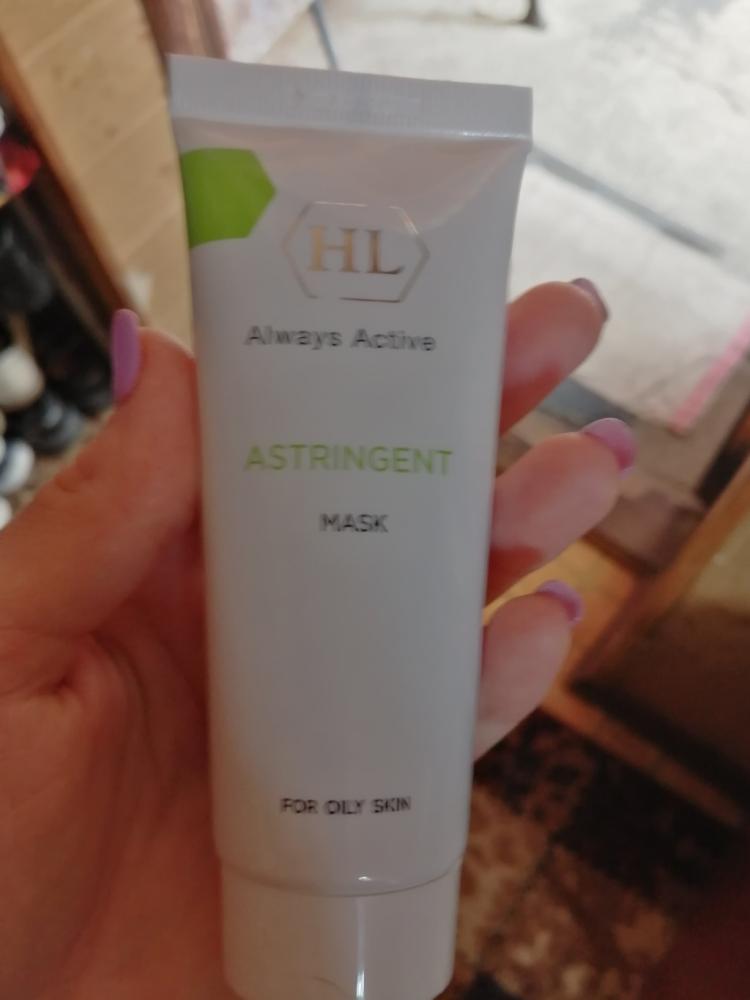 HL
Always Active
ASTRINGENT
MASK
FOR OILY SKIN